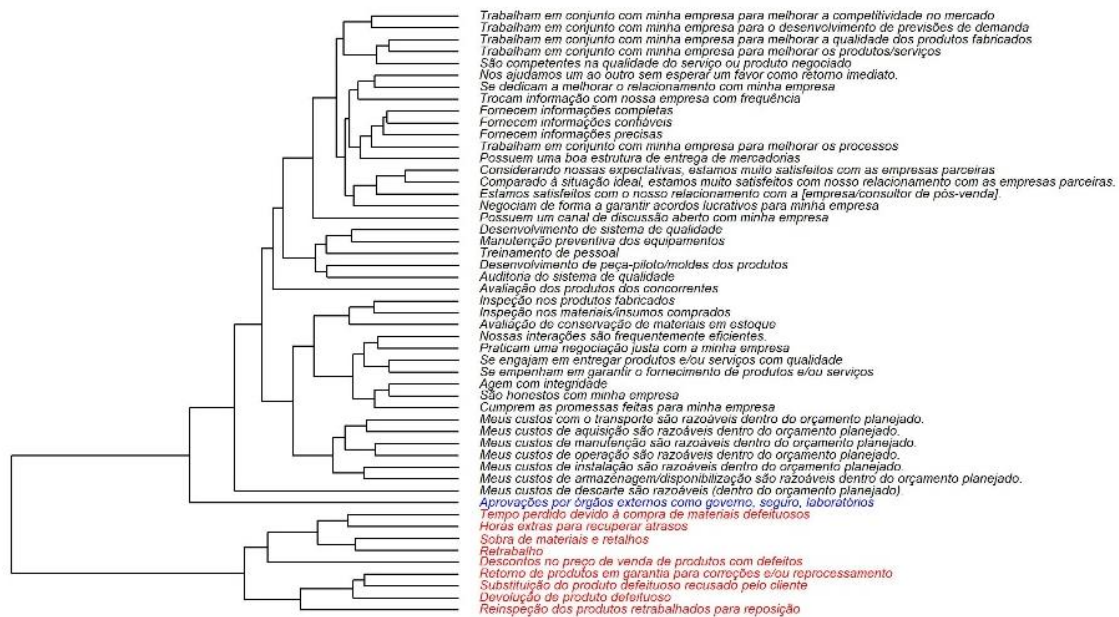 Trabalham em conjunto com minha empresa para melhorar a competitividade no mercado
Trabalham em conjunto com minha empresa para o desenvolvimento de previsões de demanda
Trabalham em conjunto com minha empresa para melhorar a qualidade dos produtos fabricados
Trabalham em conjunto com minha empresa para melhorar os produtos/serviços
São competentes na qualidade do serviço ou produto negociado
Nos ajudamos um ao outro sem esperar um favor como retorno imediato.
Se dedicam a melhorar o relacionamento com minha empresa
Trocam informação com nossa empresa com frequência
Fornecem informações completas
Fornecem informações confiáveis
Fornecem informações precisas
Trabalham em conjunto com minha empresa para melhorar os processos
Possuem uma boa estrutura de entrega de mercadorias
Considerando nossas expectativas, estamos muito satisfeitos com as empresas parceiras
Comparado à situação ideal, estamos muito satisfeitos com nosso relacionamento com as empresas parceiras.
Estamos satisfeitos com o nosso relacionamento com a [empresa/consultor de pós-venda].
Negociam de forma a garantir acordos lucrativos para minha empresa
Possuem um canal de discussão aberto com minha empresa
Desenvolvimento de sistema de qualidade
Manutenção preventiva dos equipamentos
Treinamento de pessoal
Desenvolvimento de peça-piloto/moldes dos produtos
Auditoria do sistema de qualidade
Avaliação dos produtos dos concorrentes
Inspeção nos produtos fabricados
Inspeção nos materiais/insumos comprados
Avaliação de conservação de materiais em estoque
Nossas interações são frequentemente eficientes.
Praticam uma negociação justa com a minha empresa
Se engajam em entregar produtos e/ou serviços com qualidade
Se empenham em garantir o fornecimento de produtos e/ou serviços
Agem com integridade
São honestos com minha empresa
Cumprem as promessas feitas para minha empresa
Meus custos com o transporte são razoáveis dentro do orçamento planejado.
Meus custos de aquisição são razoáveis dentro do orçamento planejado.
Meus custos de manutenção são razoáveis dentro do orçamento planejado.
Meus custos de operação são razoáveis dentro do orçamento planejado.
Meus custos de instalação são razoáveis dentro do orçamento planejado.
Meus custos de armazenagem/disponibilização são razoáveis dentro do orçamento planejado.
Meus custos de descarte são razoáveis (dentro do orçamento planejado)
Aprovações por órgãos externos como governo, seguro, laboratórios
Tempo perdido devido à compra de materiais defeituosos
Horas extras para recuperar atrasos
Sobra de materiais e retalhos
Retrabalho
Descontos no preço de venda de produtos com defeitos
Retorno de produtos em garantia para correções e/ou reprocessamento
Substituição do produto defeituoso recusado pelo cliente
Devolução de produto defeituoso
Reinspeção dos produtos retrabalhados para reposição